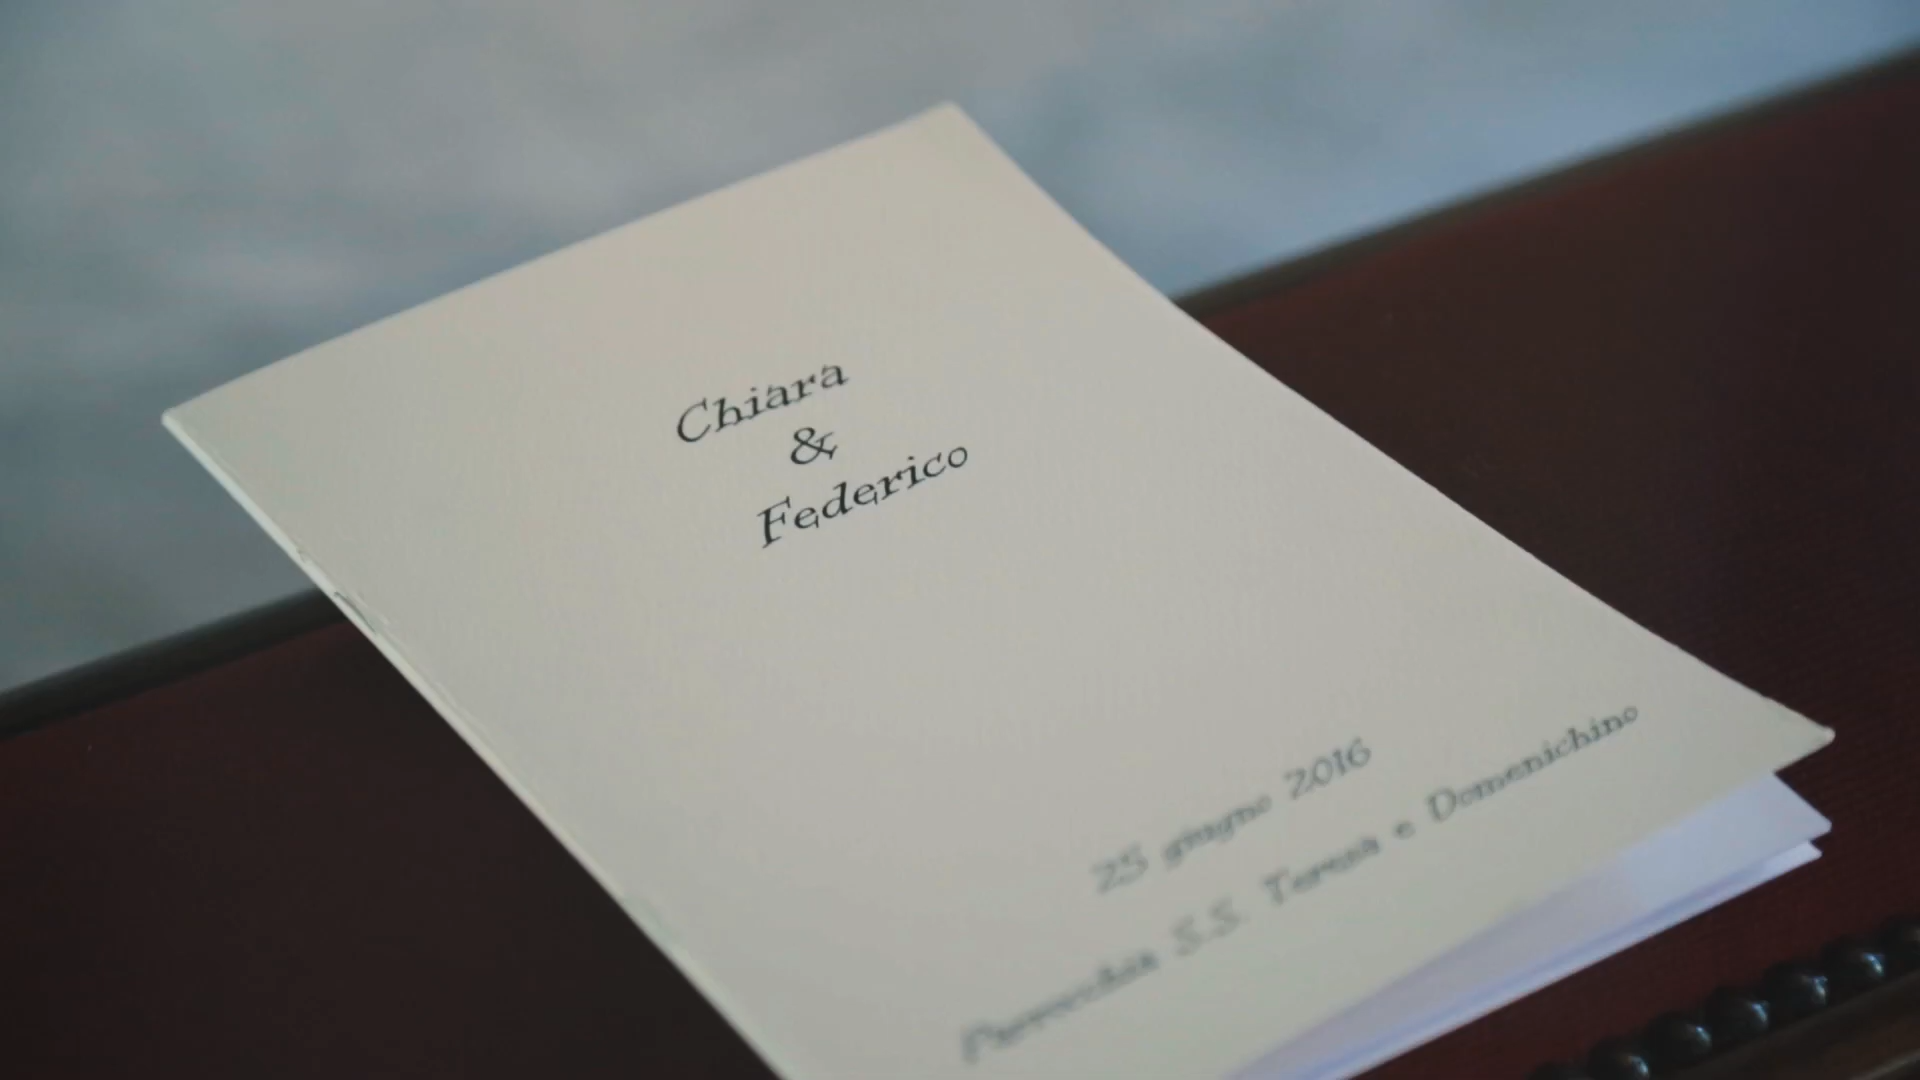 Chiara
&
Federico
25 giugno 2016
Parrocchia S.S. Teresa e Domenichino